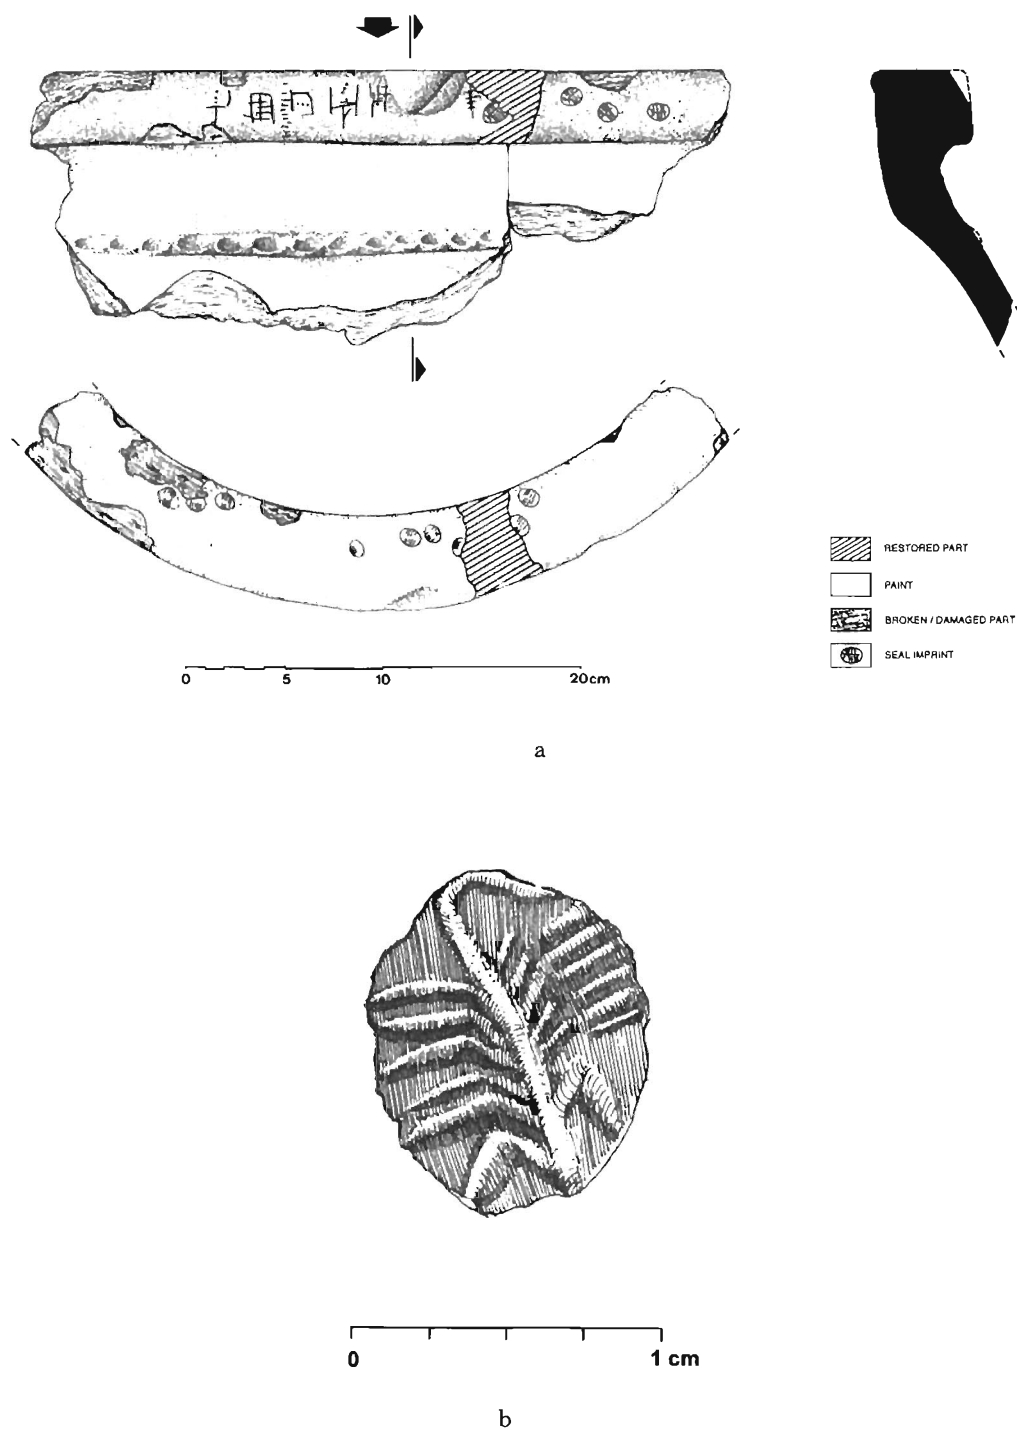 RESTORED PART
PAINT
BROKEN / DAMAGED PART
SEAL IMPRINT
0 5 10 20cm
a
0 1 cm
b